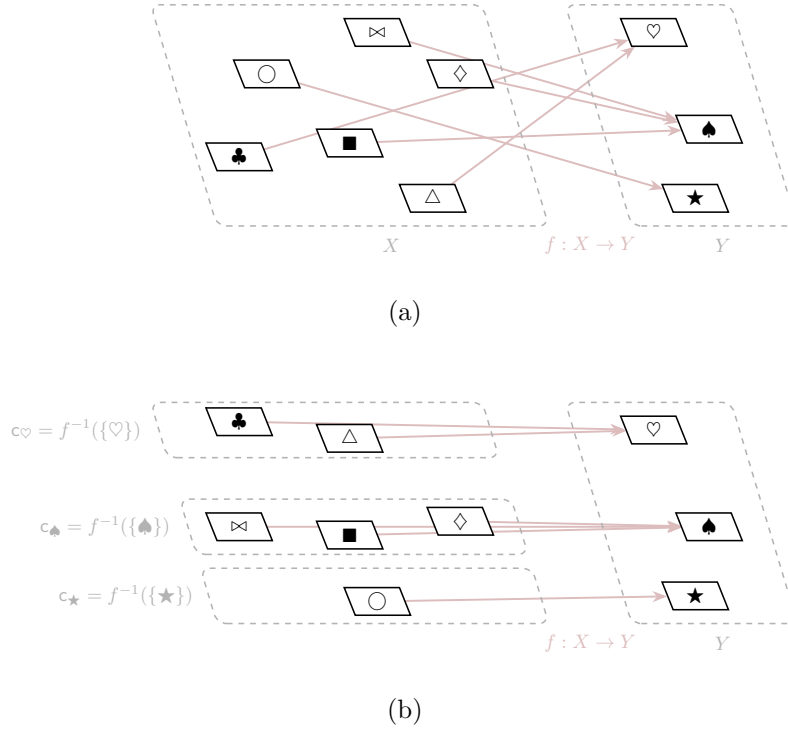 ⋈ ♡
○ ♢
♠
■
♣
△ ★
X f : X → Y Y
(a)
♣
c♡ = f⁻¹({♡}) △ ♡
⋈ ♢
c♠ = f⁻¹({♠}) ■ ♠
c★ = f⁻¹({★}) ○ ★
f : X → Y Y
(b)